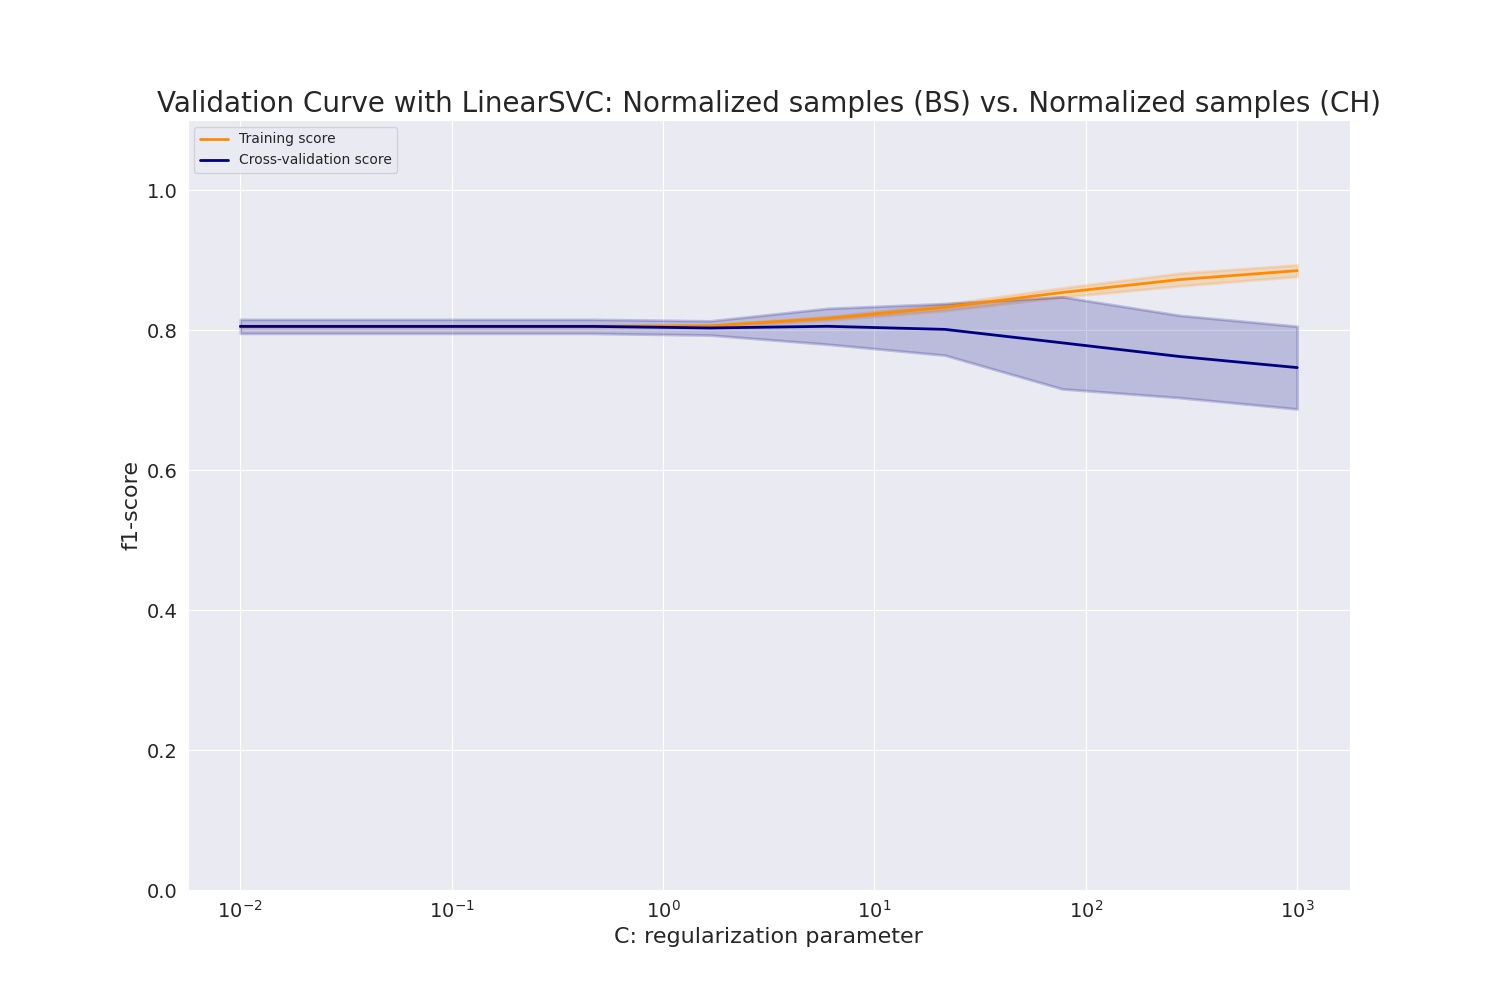 Validation Curve with LinearSVC: Normalized samples (BS) vs. Normalized samples (CH)
Training score
Cross-validation score
1.0
0.8
0.6
0.4
0.2
0.0
f1-score
10⁻² 10⁻¹ 10⁰ 10¹ 10² 10³
C: regularization parameter